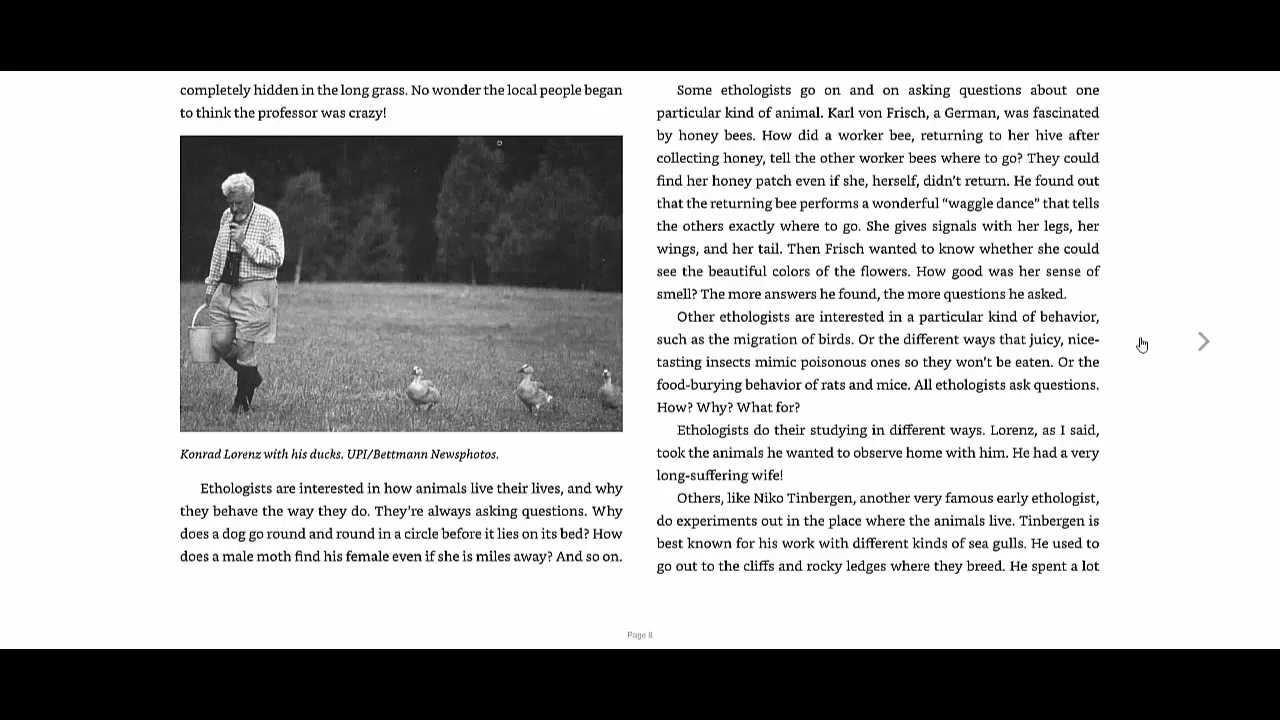 completely hidden in the long grass. No wonder the local people began
to think the professor was crazy!
Konrad Lorenz with his ducks. UPI/Bettmann Newsphotos.
Ethologists are interested in how animals live their lives, and why
they behave the way they do. They're always asking questions. Why
does a dog go round and round in a circle before it lies on its bed? How
does a male moth find his female even if she is miles away? And so on.
Some ethologists go on and on asking questions about one
particular kind of animal. Karl von Frisch, a German, was fascinated
by honey bees. How did a worker bee, returning to her hive after
collecting honey, tell the other worker bees where to go? They could
find her honey patch even if she, herself, didn't return. He found out
that the returning bee performs a wonderful “waggle dance” that tells
the others exactly where to go. She gives signals with her legs, her
wings, and her tail. Then Frisch wanted to know whether she could
see the beautiful colors of the flowers. How good was her sense of
smell? The more answers he found, the more questions he asked.
Other ethologists are interested in a particular kind of behavior,
such as the migration of birds. Or the different ways that juicy, nice-
tasting insects mimic poisonous ones so they won't be eaten. Or the
food-burying behavior of rats and mice. All ethologists ask questions.
How? Why? What for?
Ethologists do their studying in different ways. Lorenz, as I said,
took the animals he wanted to observe home with him. He had a very
long-suffering wife!
Others, like Niko Tinbergen, another very famous early ethologist,
do experiments out in the place where the animals live. Tinbergen is
best known for his work with different kinds of sea gulls. He used to
go out to the cliffs and rocky ledges where they breed. He spent a lot
Page 8